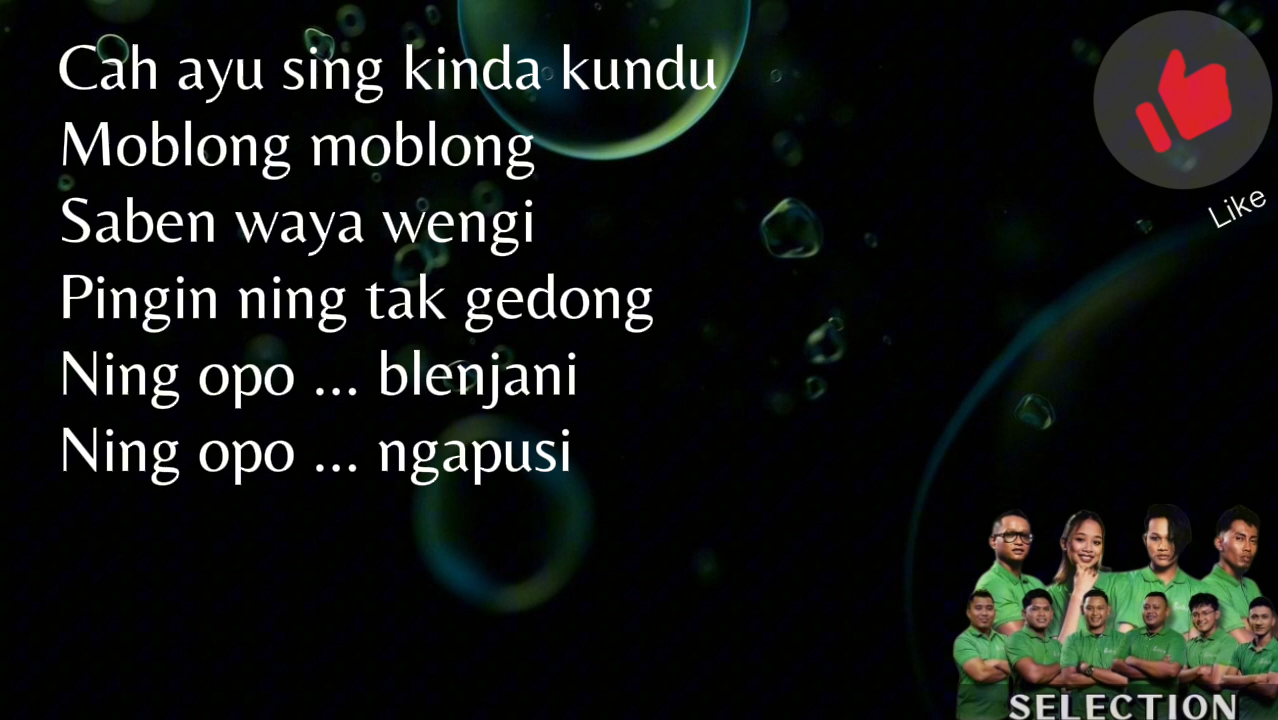 Cah ayu sing kinda kundu
Moblong moblong
Saben waya wengi
Pingin ning tak gedong
Ning opo ... blenjani
Ning opo ... ngapusi
Like
SELECTION